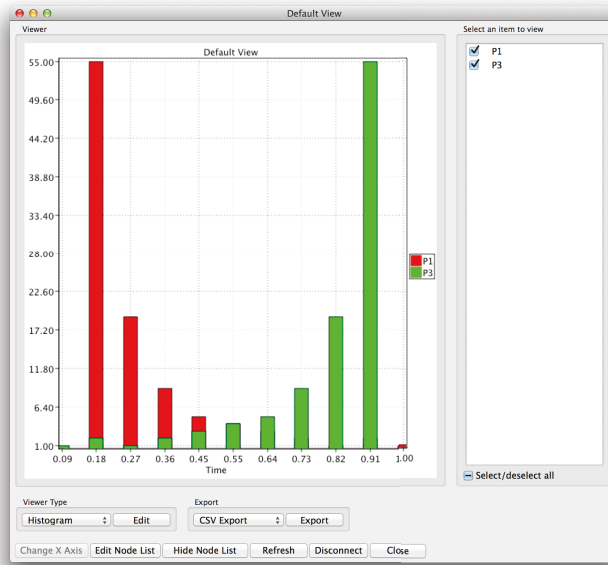 Default View
Viewer
Select an item to view
Default View
P1
P3
55.00
49.60
44.20
38.80
33.40
28.00
22.60
17.20
11.80
6.40
1.00
P1
P3
0.09 0.18 0.27 0.36 0.45 0.55 0.64 0.73 0.82 0.91 1.00
Time
Select/deselect all
Viewer Type
Export
Histogram Edit CSV Export Export
Change X Axis Edit Node List Hide Node List Refresh Disconnect Close